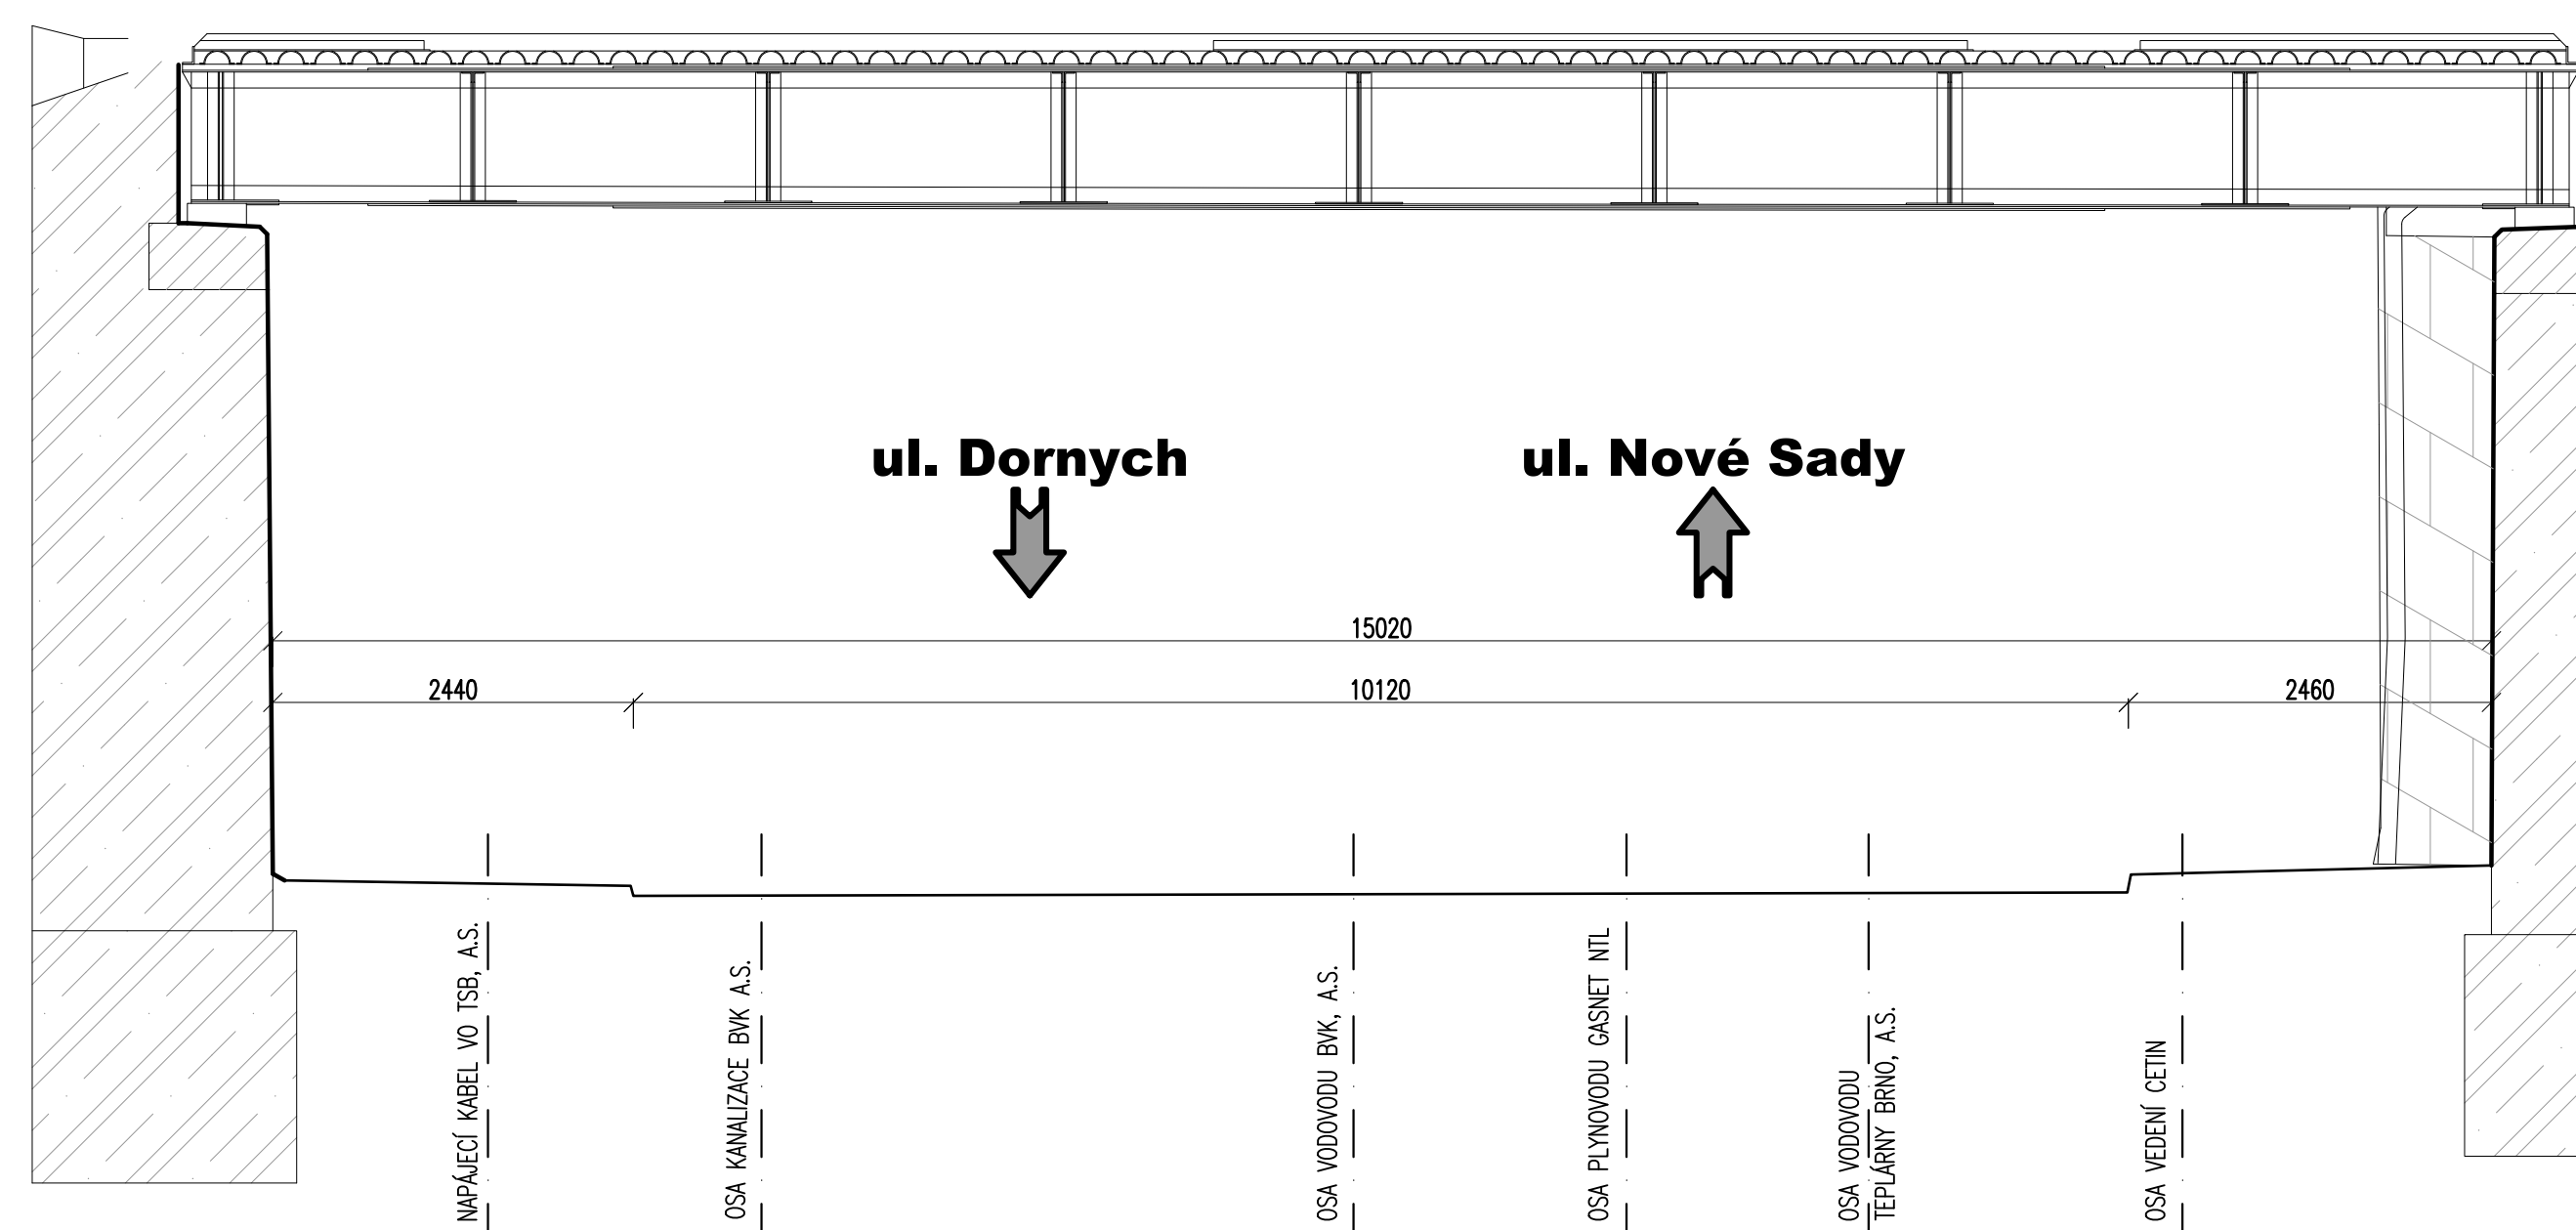 ul. Dornych
ul. Nové Sady
15020
2440
10120
2460
NAPÁJECÍ KABEL VO TSB, A.S.
OSA KANALIZACE BVK A.S.
OSA VODOVODU BVK, A.S.
OSA PLYNOVODU GASNET NTL
OSA VODOVODU
TEPLÁRNY BRNO, A.S.
OSA VEDENÍ CETIN